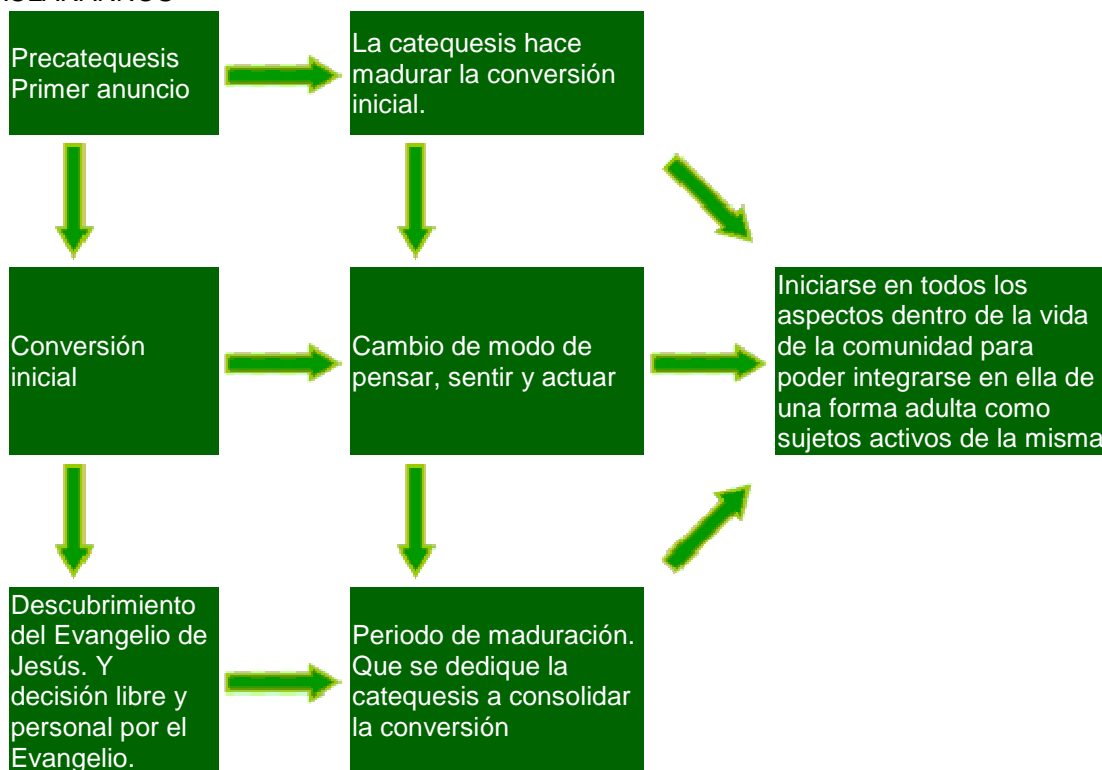 Precatequesis
Primer anuncio
La catequesis hace
madurar la conversión
inicial.
Conversión
inicial
Cambio de modo de
pensar, sentir y actuar
Iniciarse en todos los
aspectos dentro de la vida
de la comunidad para
poder integrarse en ella de
una forma adulta como
sujetos activos de la misma
Descubrimiento
del Evangelio de
Jesús. Y
decisión libre y
personal por el
Evangelio.
Periodo de maduración.
Que se dedique la
catequesis a consolidar
la conversión